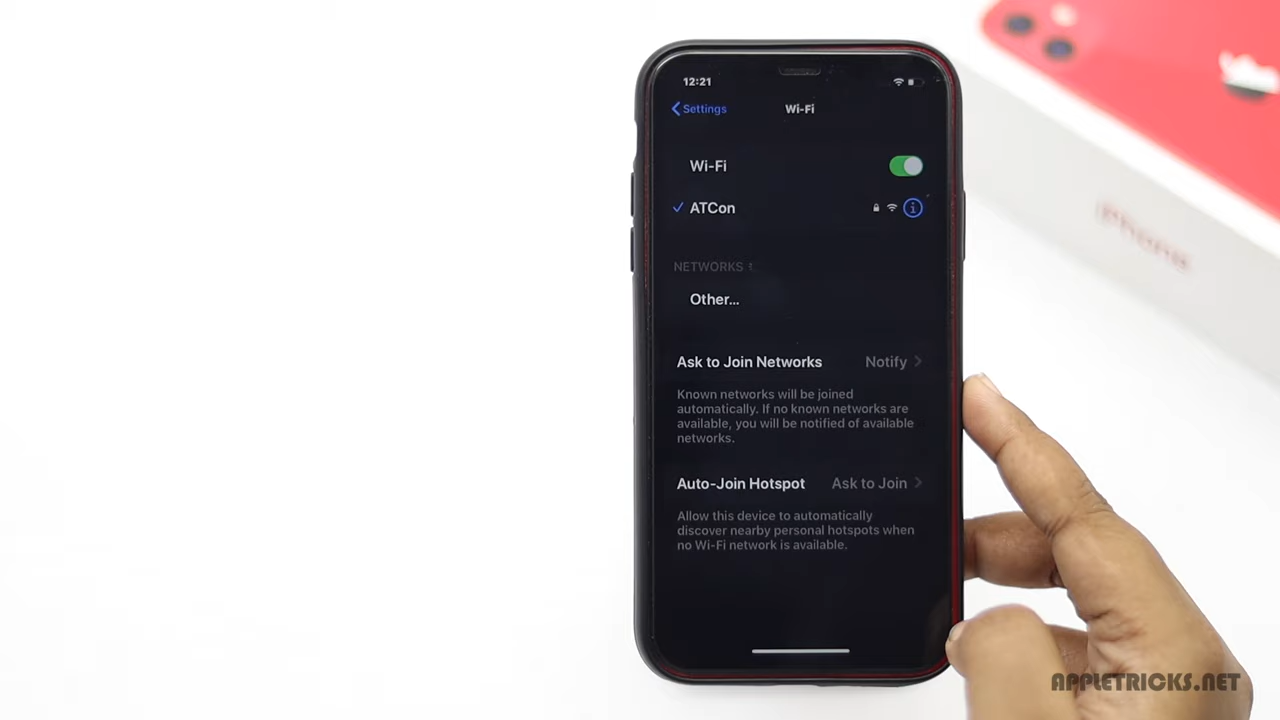 12:21
Settings
Wi-Fi
Wi-Fi
ATCon
NETWORKS
Other...
Ask to Join Networks Notify
Known networks will be joined
automatically. If no known networks are
available, you will be notified of available
networks.
Auto-Join Hotspot Ask to Join
Allow this device to automatically
discover nearby personal hotspots when
no Wi-Fi network is available.
iPhone
APPLETRICKS.NET